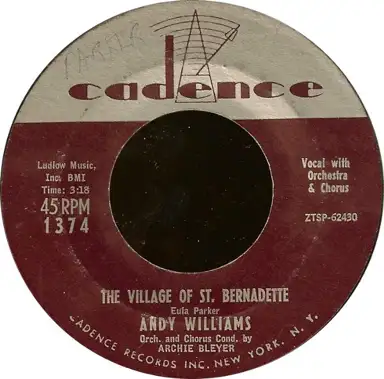 PARKER
cadence
Ludlow Music,
Inc. BMI
Time: 3:18
45 RPM
1374
Vocal with
Orchestra
& Chorus
ZTSP-62430
THE VILLAGE OF ST. BERNADETTE
Eula Parker
ANDY WILLIAMS
Orch. and Chorus Cond. by
ARCHIE BLEYER
CADENCE RECORDS INC., NEW YORK, N. Y.